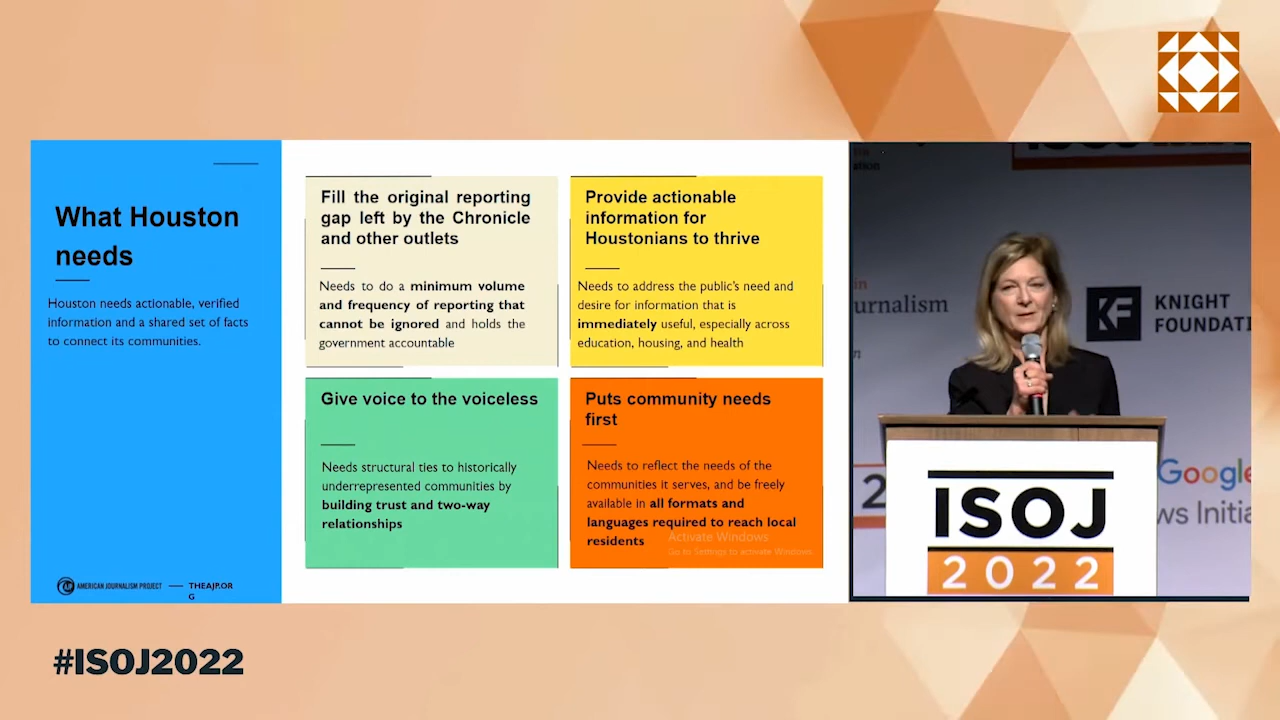 What Houston
needs
Houston needs actionable, verified
information and a shared set of facts
to connect its communities.
AMERICAN JOURNALISM PROJECT
THEAJP.OR
G
Fill the original reporting
gap left by the Chronicle
and other outlets
Needs to do a minimum volume
and frequency of reporting that
cannot be ignored and holds the
government accountable
Provide actionable
information for
Houstonians to thrive
Needs to address the public's need and
desire for information that is
immediately useful, especially across
education, housing, and health
Give voice to the voiceless
Needs structural ties to historically
underrepresented communities by
building trust and two-way
relationships
Puts community needs
first
Needs to reflect the needs of the
communities it serves, and be freely
available in all formats and
languages required to reach local
residents
Activate Windows
Go to Settings to activate Windows.
in
urnalism
KF
KNIGHT
FOUNDATI
Google
ws Initia
2
ISOJ
2022
#ISOJ2022